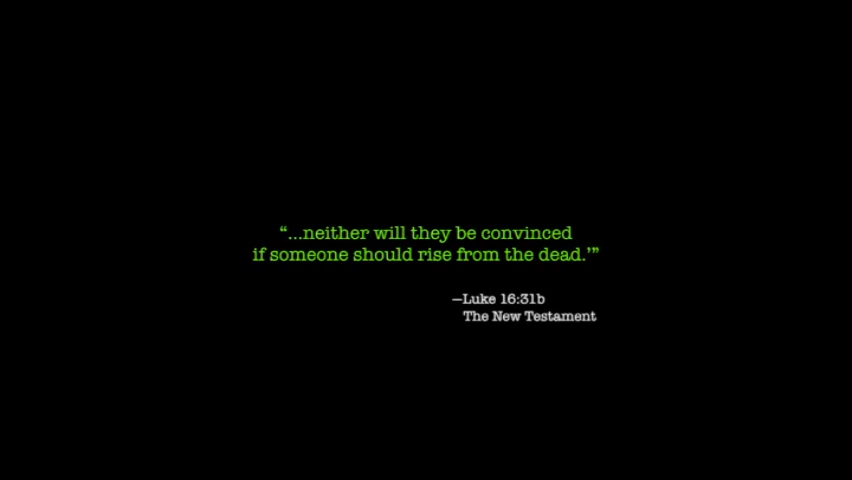 “...neither will they be convinced
if someone should rise from the dead.’”
—Luke 16:31b
The New Testament